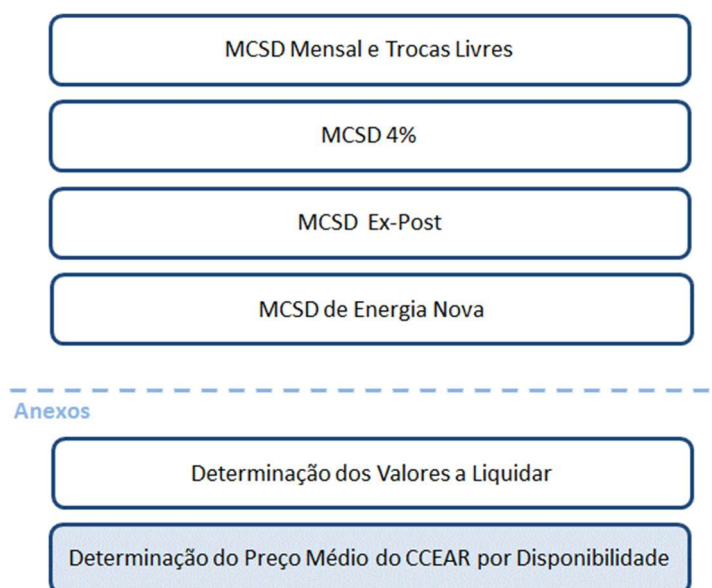 MCSD Mensal e Trocas Livres
MCSD 4%
MCSD Ex-Post
MCSD de Energia Nova
Anexos
Determinação dos Valores a Liquidar
Determinação do Preço Médio do CCEAR por Disponibilidade